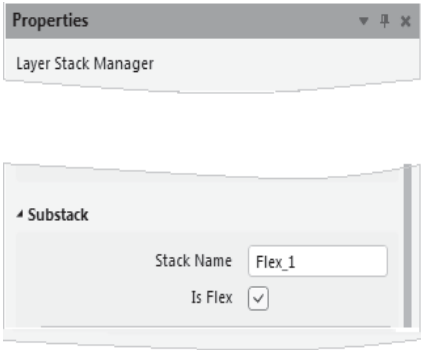 Properties
Layer Stack Manager
Substack
Stack Name Flex_1
Is Flex